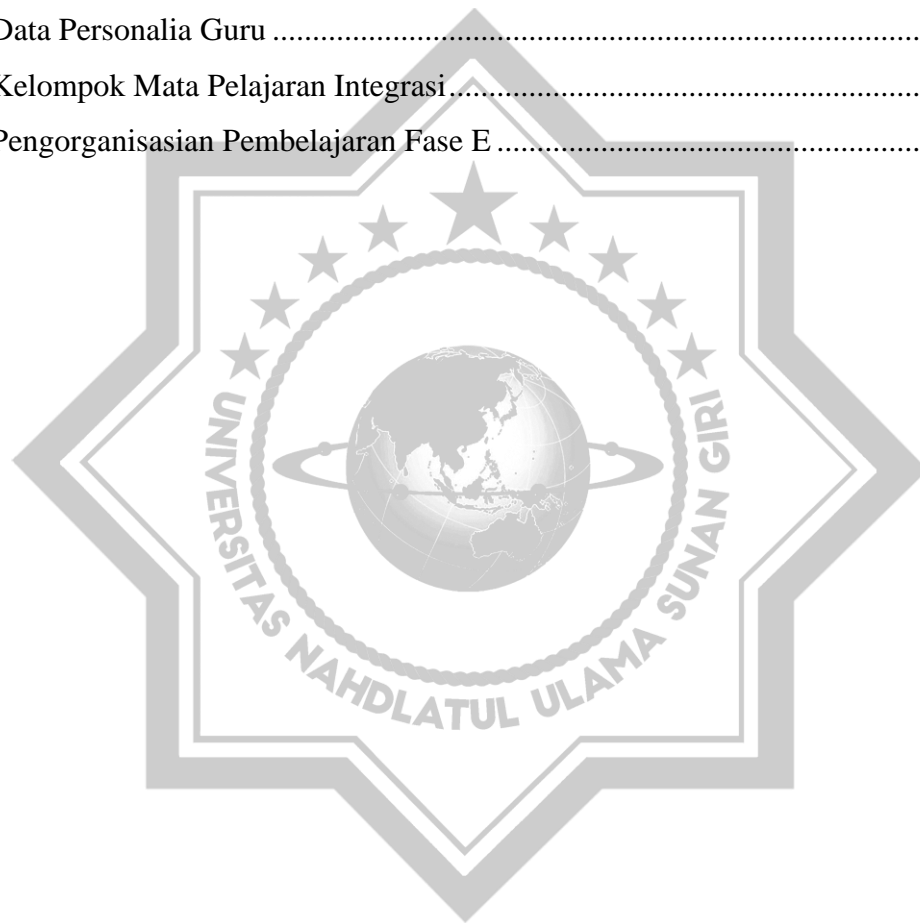 Data Personalia Guru ................................................................................
Kelompok Mata Pelajaran Integrasi..........................................................
Pengorganisasian Pembelajaran Fase E ....................................................
UNIVERSITAS NAHDLATUL ULAMA SUNAN GIRI